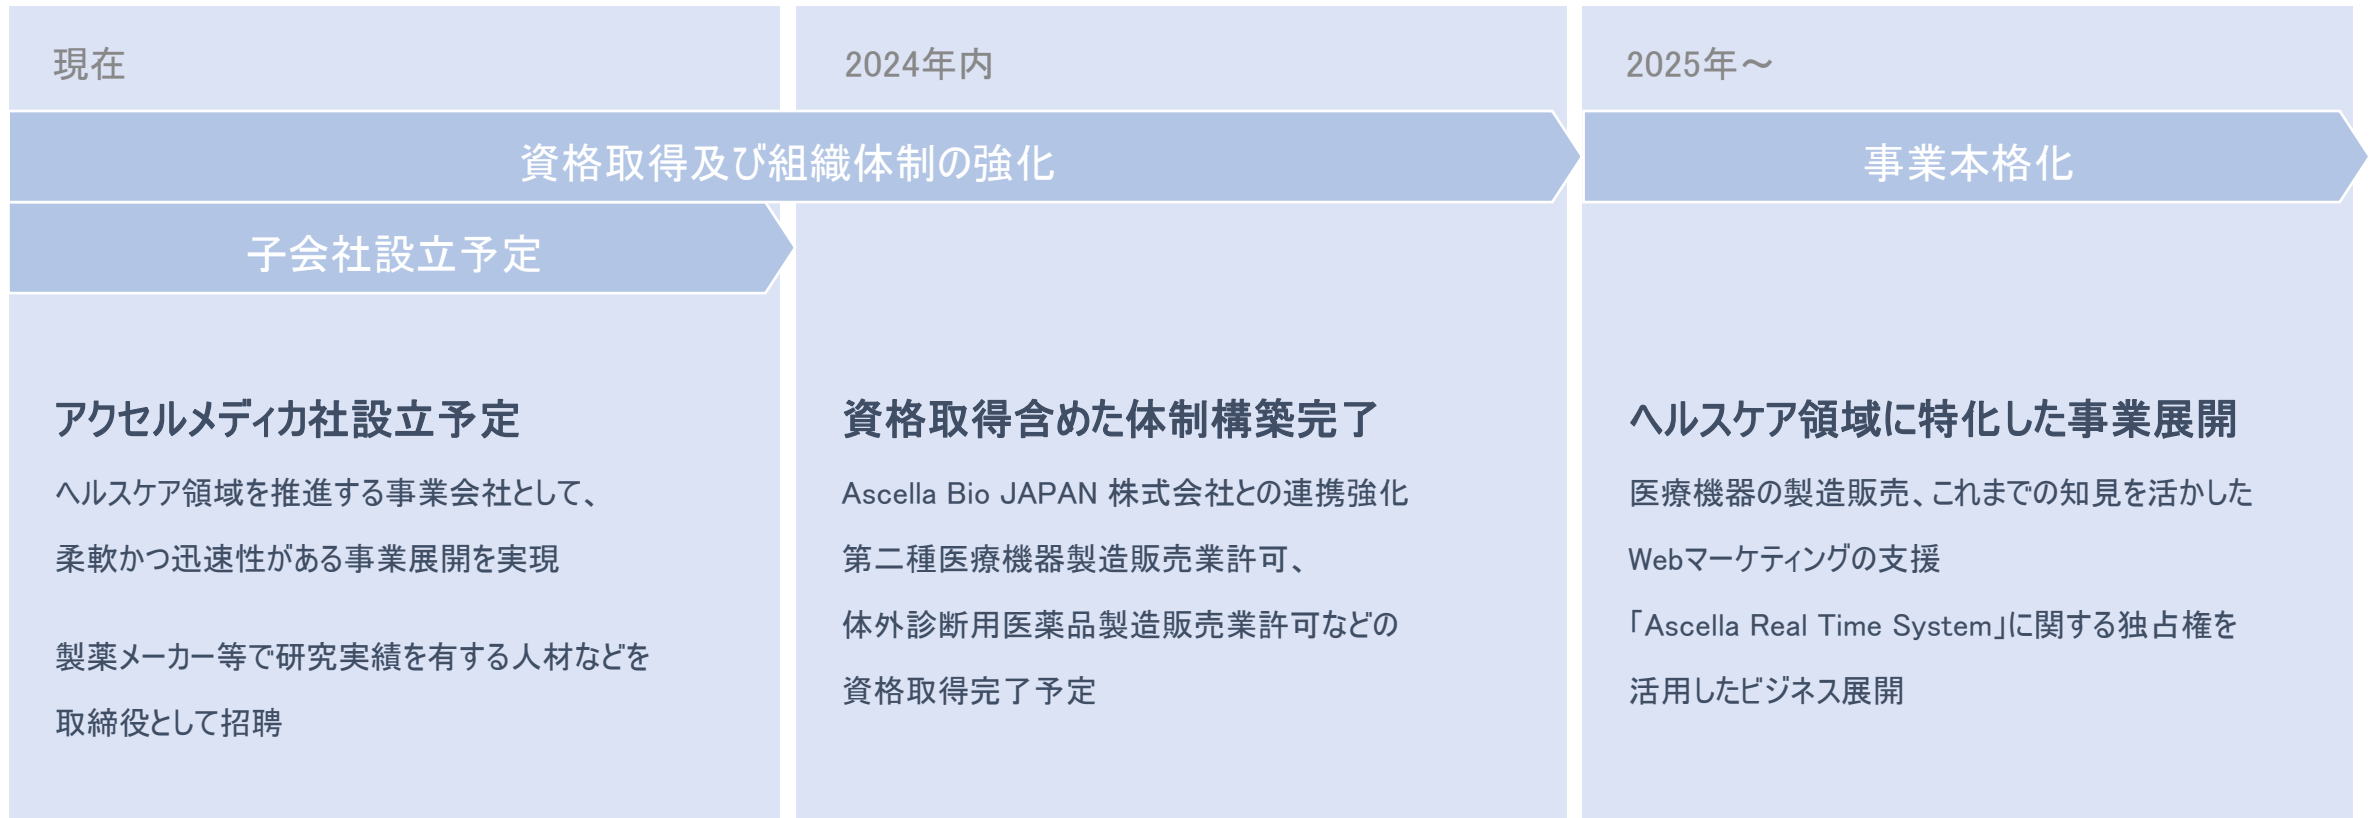 現在
2024年内
2025年～
資格取得及び組織体制の強化
事業本格化
子会社設立予定
アクセルメディカ社設立予定
ヘルスケア領域を推進する事業会社として、
柔軟かつ迅速性がある事業展開を実現
製薬メーカー等で研究実績を有する人材などを
取締役として招聘
資格取得含めた体制構築完了
Ascella Bio JAPAN 株式会社との連携強化
第二種医療機器製造販売業許可、
体外診断用医薬品製造販売業許可などの
資格取得完了予定
ヘルスケア領域に特化した事業展開
医療機器の製造販売、これまでの知見を活かした
Webマーケティングの支援
「Ascella Real Time System」に関する独占権を
活用したビジネス展開